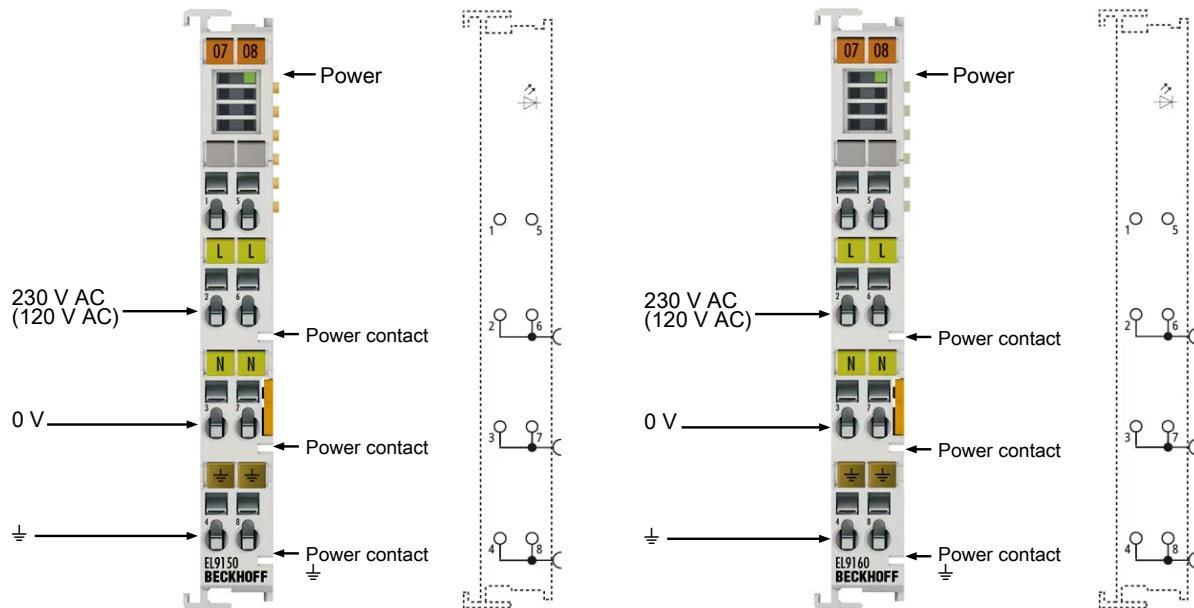 07 08
Power
1 5
L L
230 V AC
(120 V AC)
2 6
Power contact
N N
0 V
3 7
Power contact
4 8
Power contact
EL9150
BECKHOFF
1 5
2 6
3 7
4 8
07 08
Power
1 5
L L
230 V AC
(120 V AC)
2 6
Power contact
N N
0 V
3 7
Power contact
4 8
Power contact
EL9160
BECKHOFF
1 5
2 6
3 7
4 8